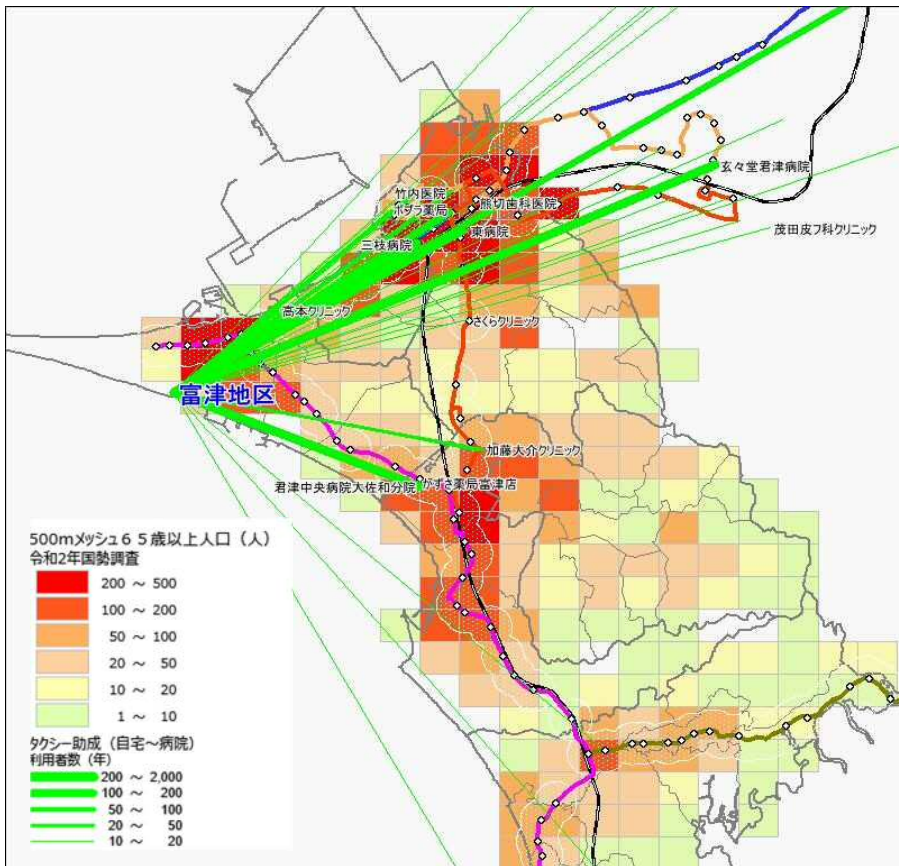 玄々堂君津病院
竹内医院
ポプラ薬局
熊切歯科医院
東病院
三枝病院
茂田皮フ科クリニック
高本クリニック
さくらクリニック
富津地区
加藤大介クリニック
君津中央病院大佐和分院
かずさ薬局富津店
500mメッシュ65歳以上人口（人）
令和2年国勢調査
200 ～ 500
100 ～ 200
50 ～ 100
20 ～ 50
10 ～ 20
1 ～ 10
タクシー助成（自宅～病院）
利用者数（年）
200 ～ 2,000
100 ～ 200
50 ～ 100
20 ～ 50
10 ～ 20